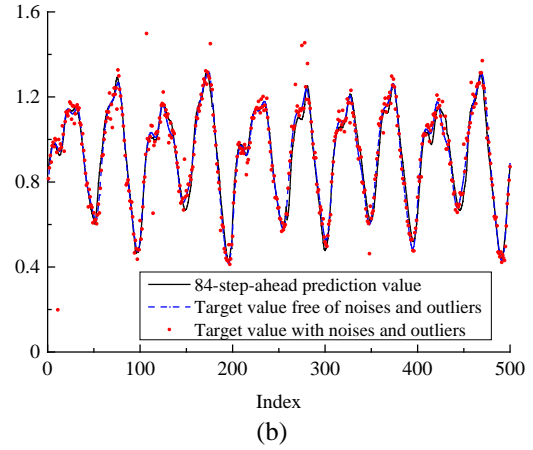 1.6
1.2
0.8
0.4
0
84-step-ahead prediction value
Target value free of noises and outliers
Target value with noises and outliers
0 100 200 300 400 500
Index
(b)